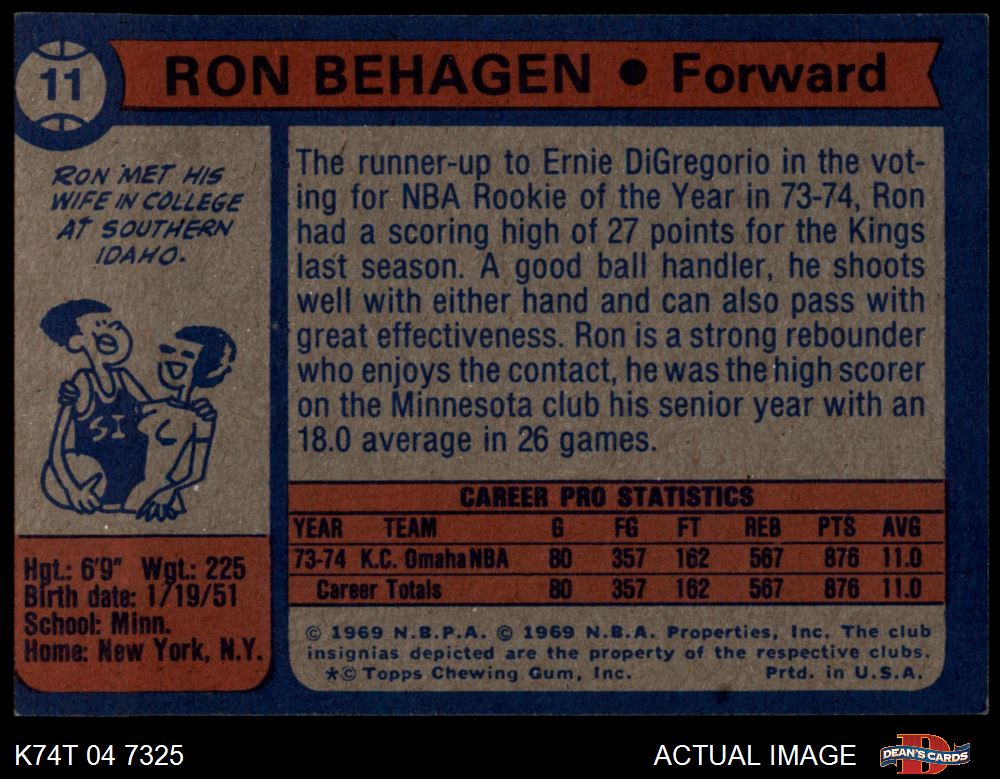 11
RON BEHAGEN • Forward
RON MET HIS
WIFE IN COLLEGE
AT SOUTHERN
IDAHO.
SI C
Hgt.: 6'9" Wgt.: 225
Birth date: 1/19/51
School: Minn.
Home: New York, N.Y.
The runner-up to Ernie DiGregorio in the vot-
ing for NBA Rookie of the Year in 73-74, Ron
had a scoring high of 27 points for the Kings
last season. A good ball handler, he shoots
well with either hand and can also pass with
great effectiveness. Ron is a strong rebounder
who enjoys the contact, he was the high scorer
on the Minnesota club his senior year with an
18.0 average in 26 games.
CAREER PRO STATISTICS
YEAR TEAM G FG FT REB PTS AVG
73-74 K.C. Omaha NBA 80 357 162 567 876 11.0
Career Totals 80 357 162 567 876 11.0
© 1969 N.B.P.A. © 1969 N.B.A. Properties, Inc. The club
insignias depicted are the property of the respective clubs.
*© Topps Chewing Gum, Inc. Prtd. in U.S.A.
K74T 04 7325 ACTUAL IMAGE D DEAN'S CARDS